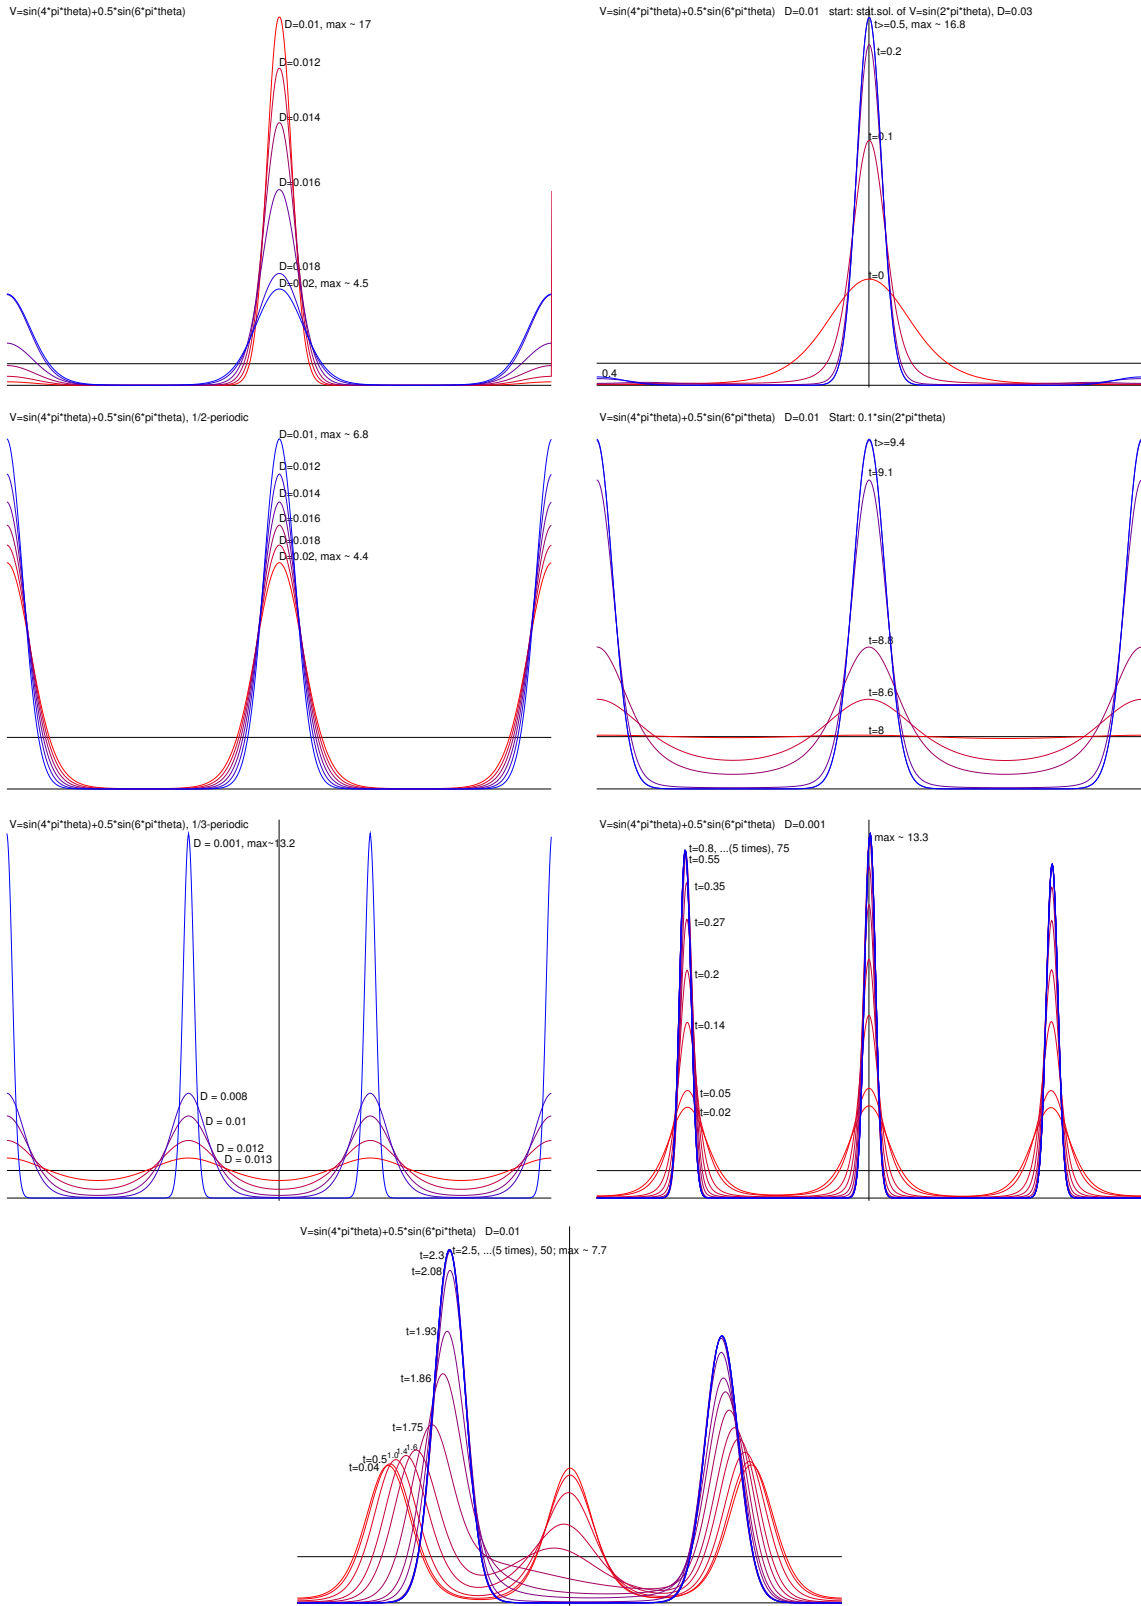 V=sin(4*pi*theta)+0.5*sin(6*pi*theta)
D=0.01, max ~ 17
D=0.012
D=0.014
D=0.016
D=0.018
D=0.02, max ~ 4.5
V=sin(4*pi*theta)+0.5*sin(6*pi*theta) D=0.01 start: stat.sol. of V=sin(2*pi*theta), D=0.03
t>=0.5, max ~ 16.8
t=0.2
t=0.1
t=0
0.4
V=sin(4*pi*theta)+0.5*sin(6*pi*theta), 1/2-periodic
D=0.01, max ~ 6.8
D=0.012
D=0.014
D=0.016
D=0.018
D=0.02, max ~ 4.4
V=sin(4*pi*theta)+0.5*sin(6*pi*theta) D=0.01 Start: 0.1*sin(2*pi*theta)
t>=9.4
t=9.1
t=8.8
t=8.6
t=8
V=sin(4*pi*theta)+0.5*sin(6*pi*theta), 1/3-periodic
D = 0.001, max~13.2
D = 0.008
D = 0.01
D = 0.012
D = 0.013
V=sin(4*pi*theta)+0.5*sin(6*pi*theta) D=0.001
max ~ 13.3
t=0.8, ...(5 times), 75
t=0.55
t=0.35
t=0.27
t=0.2
t=0.14
t=0.05
t=0.02
V=sin(4*pi*theta)+0.5*sin(6*pi*theta) D=0.01
t=2.5, ...(5 times), 50; max ~ 7.7
t=2.3
t=2.08
t=1.93
t=1.86
t=1.75
1.6
1.4
1.0
t=0.5
t=0.04